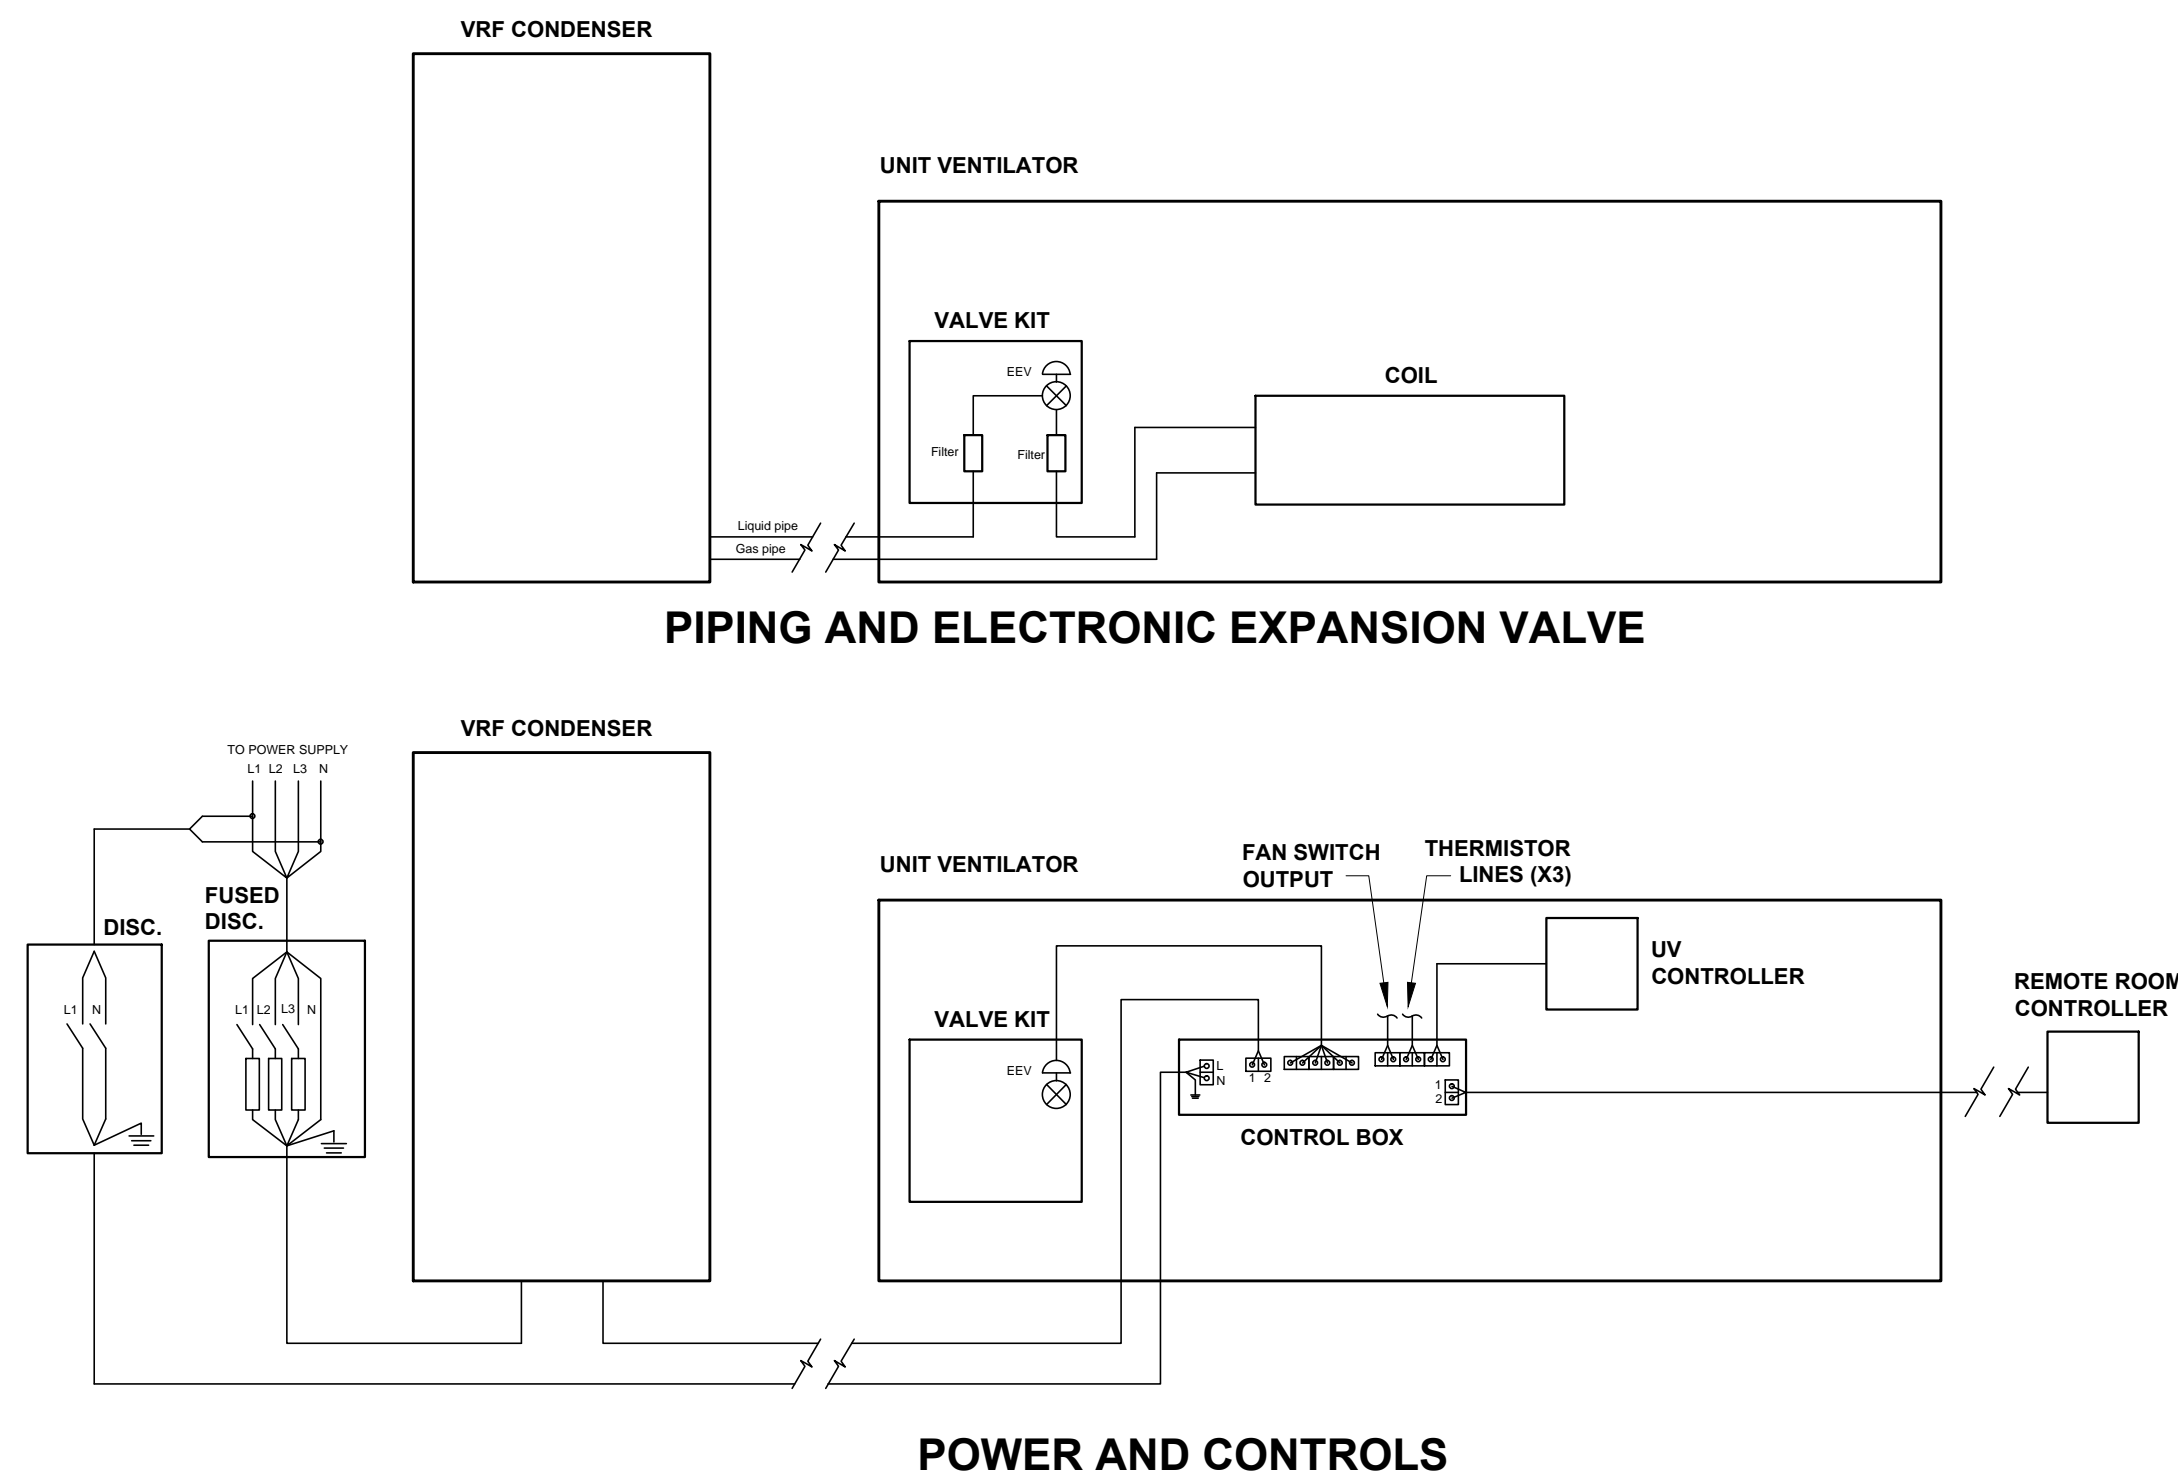 VRF CONDENSER
UNIT VENTILATOR
VALVE KIT
EEV
COIL
Filter
Filter
Liquid pipe
Gas pipe
PIPING AND ELECTRONIC EXPANSION VALVE
VRF CONDENSER
TO POWER SUPPLY
L1 L2 L3 N
FUSED
DISC.
DISC.
L1 N
L1 L2 L3 N
UNIT VENTILATOR
FAN SWITCH
OUTPUT
THERMISTOR
LINES (X3)
UV
CONTROLLER
REMOTE ROOM
CONTROLLER
VALVE KIT
EEV
L
N
1 2
1
2
CONTROL BOX
POWER AND CONTROLS